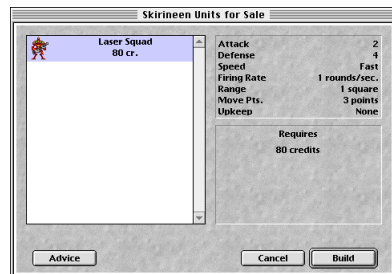 Skirineen Units for Sale
Laser Squad
80 cr.
Attack 2
Defense 4
Speed Fast
Firing Rate 1 rounds/sec.
Range 1 square
Move Pts. 3 points
Upkeep None
Requires
80 credits
Advice
Cancel
Build